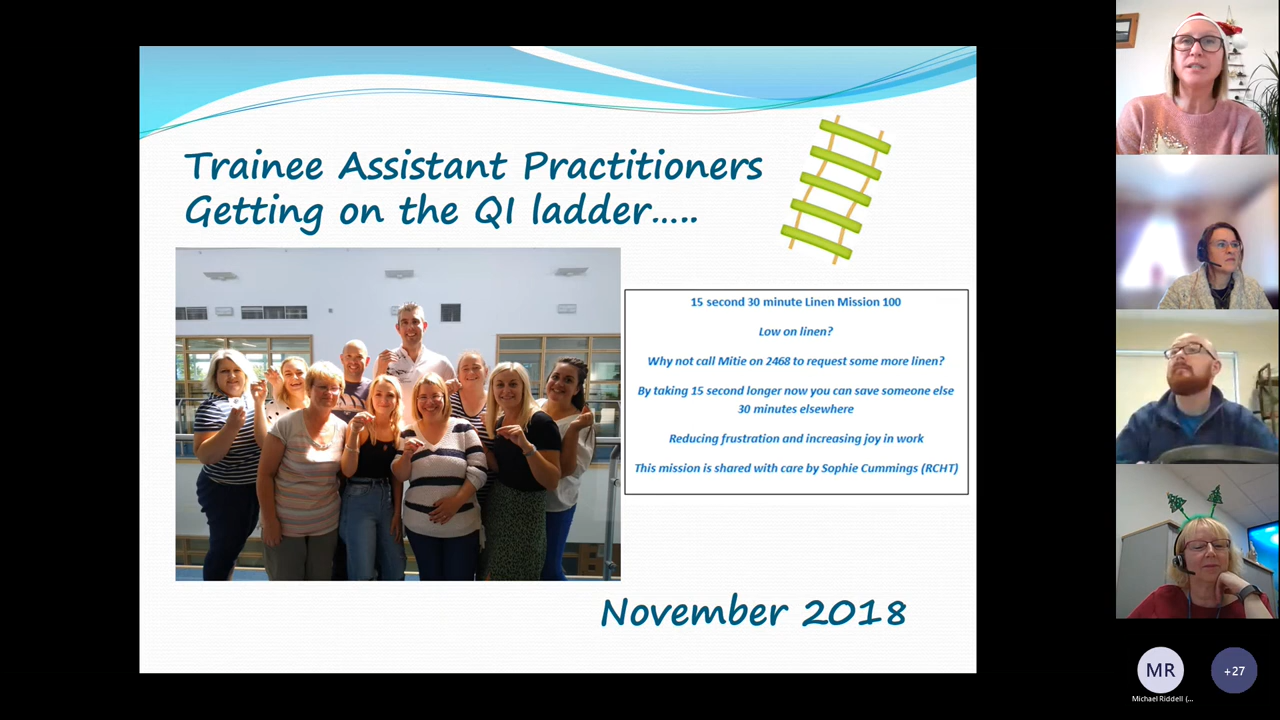 Trainee Assistant Practitioners
Getting on the QI ladder.....
15 second 30 minute Linen Mission 100
Low on linen?
Why not call Mitie on 2468 to request some more linen?
By taking 15 second longer now you can save someone else
30 minutes elsewhere
Reducing frustration and increasing joy in work
This mission is shared with care by Sophie Cummings (RCHT)
November 2018
MR
+27
Michael Riddell (...